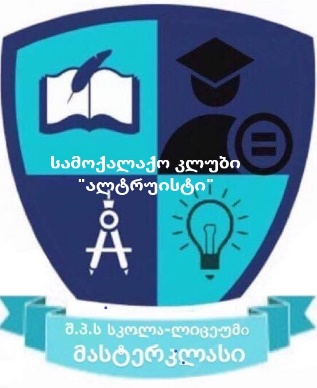 სამოქალაქო კლუბი
"ალტრუისტი"
შ.პ.ს სკოლა-ლიცეუმი
მასტერკლასი